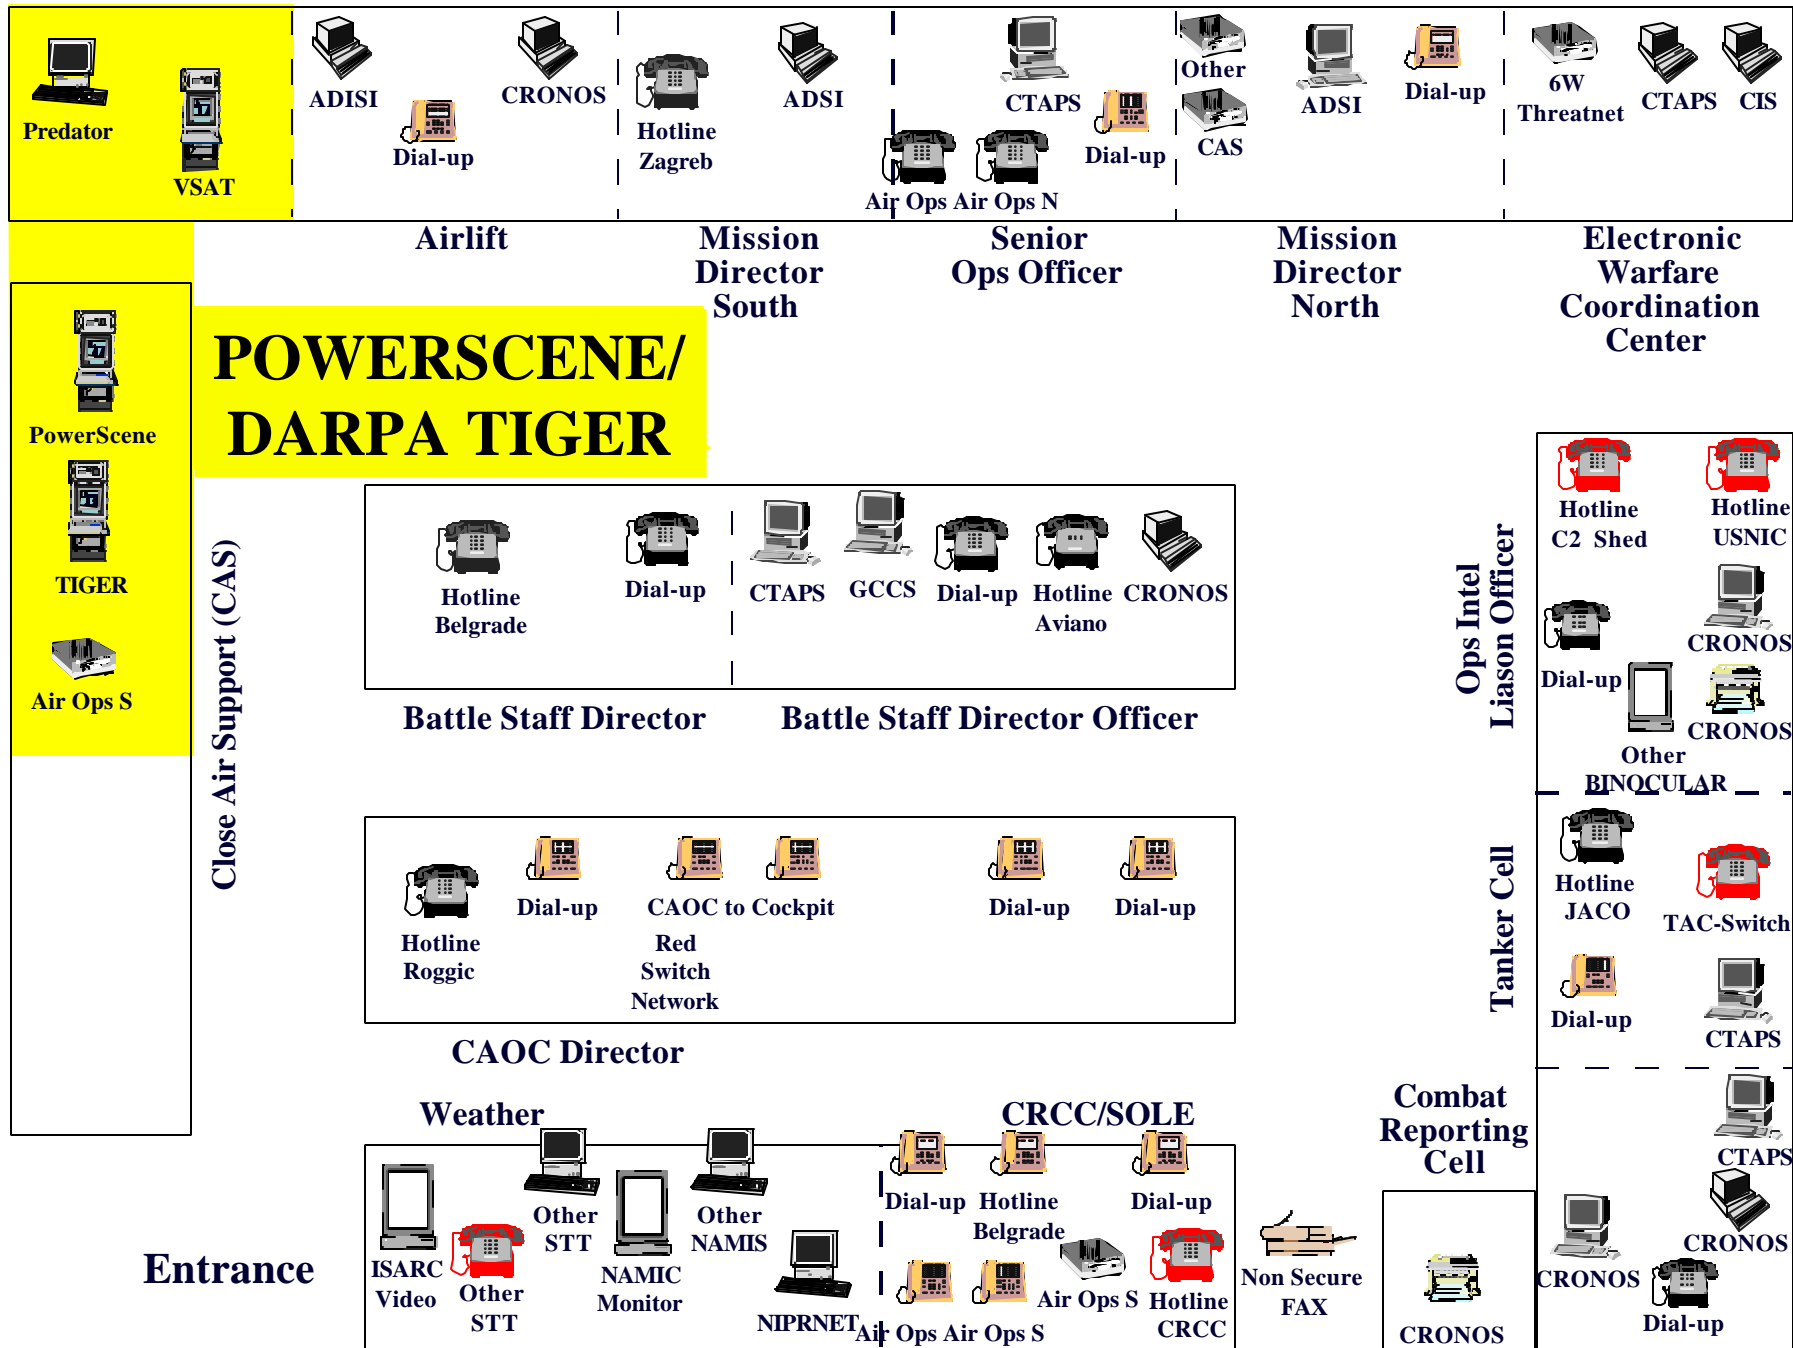 Predator
VSAT
ADISI
Dial-up
CRONOS
Hotline
Zagreb
ADSI
CTAPS
Dial-up
Air Ops Air Ops N
Other
CAS
ADSI
Dial-up
6W
Threatnet
CTAPS
CIS
Airlift
Mission
Director
South
Senior
Ops Officer
Mission
Director
North
Electronic
Warfare
Coordination
Center
PowerScene
TIGER
Air Ops S
POWERSCENE/
DARPA TIGER
Close Air Support (CAS)
Hotline
Belgrade
Dial-up
CTAPS
GCCS
Dial-up
Hotline
Aviano
CRONOS
Battle Staff Director
Battle Staff Director Officer
Hotline
C2 Shed
Hotline
USNIC
Dial-up
CRONOS
CRONOS
Other
BINOCULAR
Ops Intel
Liason Officer
Hotline
Roggic
Dial-up
CAOC to Cockpit
Red
Switch
Network
Dial-up
Dial-up
CAOC Director
Tanker Cell
Hotline
JACO
TAC-Switch
Dial-up
CTAPS
Weather
CRCC/SOLE
Combat
Reporting
Cell
Entrance
ISARC
Video
Other
STT
Other
STT
NAMIC
Monitor
Other
NAMIS
NIPRNET
Dial-up
Hotline
Belgrade
Dial-up
Air Ops Air Ops S
Air Ops S
Hotline
CRCC
Non Secure
FAX
CRONOS
CTAPS
CRONOS
CRONOS
Dial-up